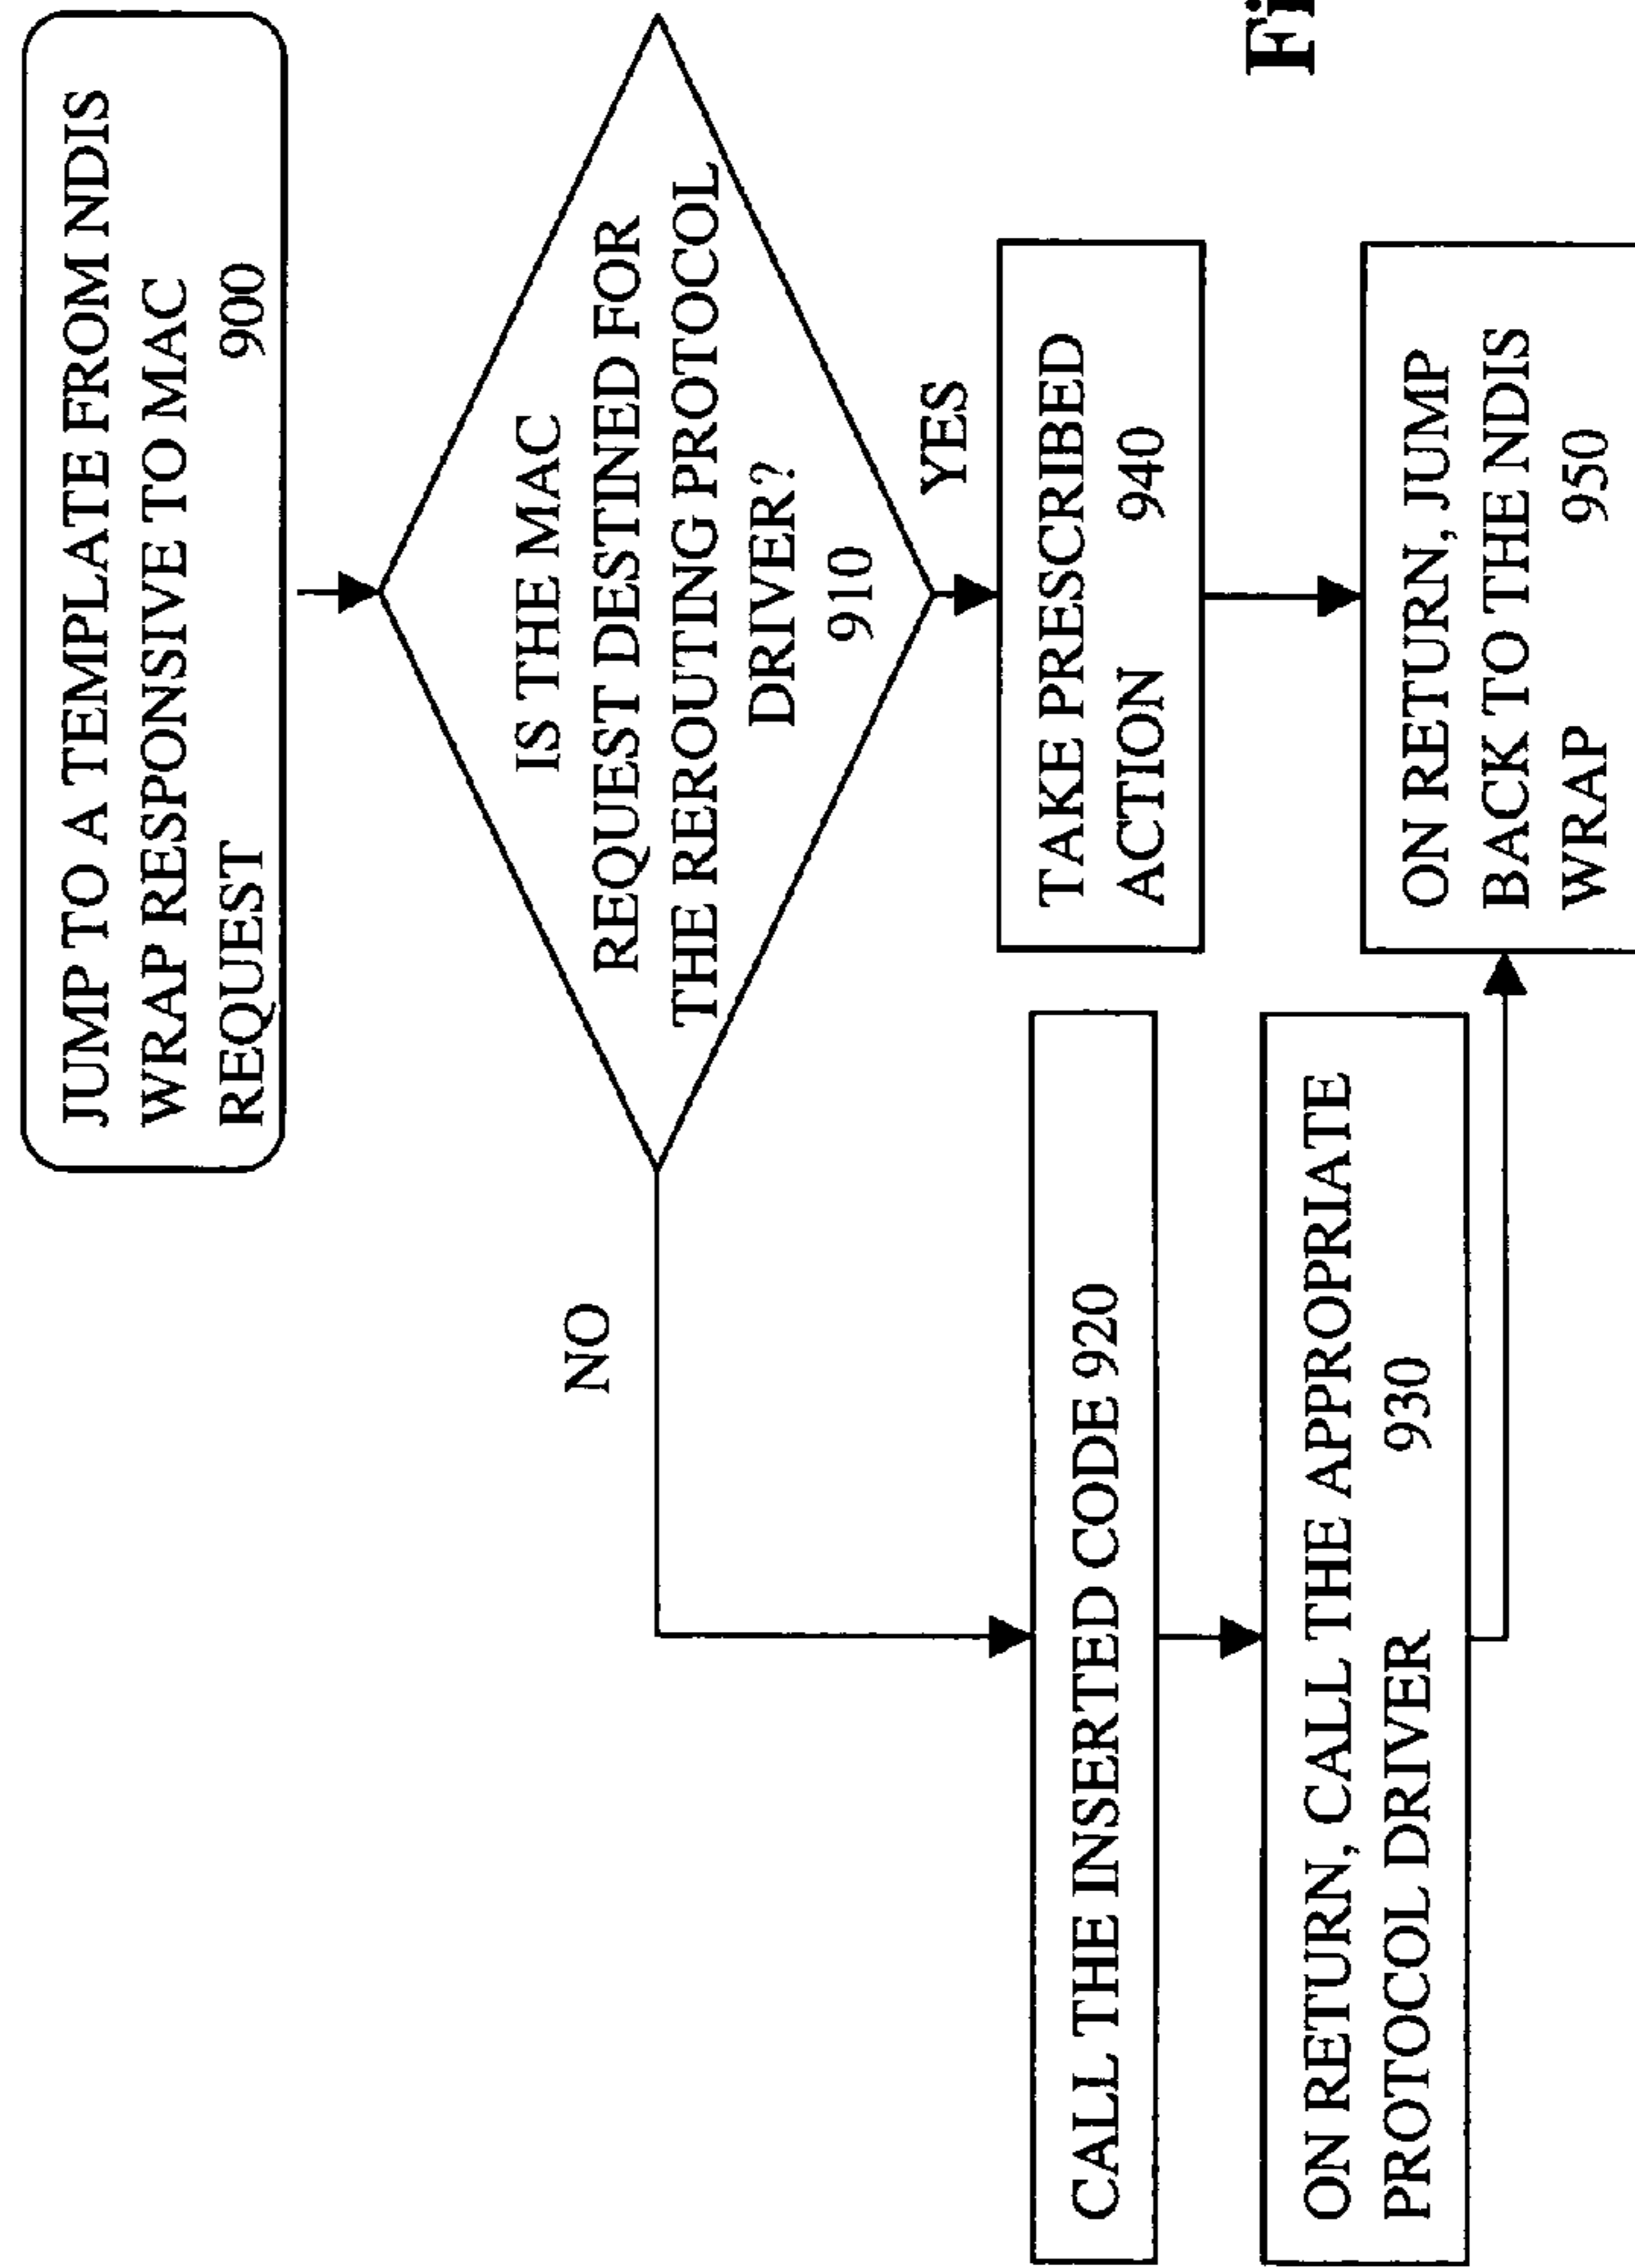 JUMP TO A TEMPLATE FROM NDIS
WRAP RESPONSIVE TO MAC
REQUEST 900
IS THE MAC
REQUEST DESTINED FOR
THE REROUTING PROTOCOL
DRIVER?
910
NO
YES
CALL THE INSERTED CODE 920
ON RETURN, CALL THE APPROPRIATE
PROTOCOL DRIVER 930
TAKE PRESCRIBED
ACTION 940
ON RETURN, JUMP
BACK TO THE NDIS
WRAP 950